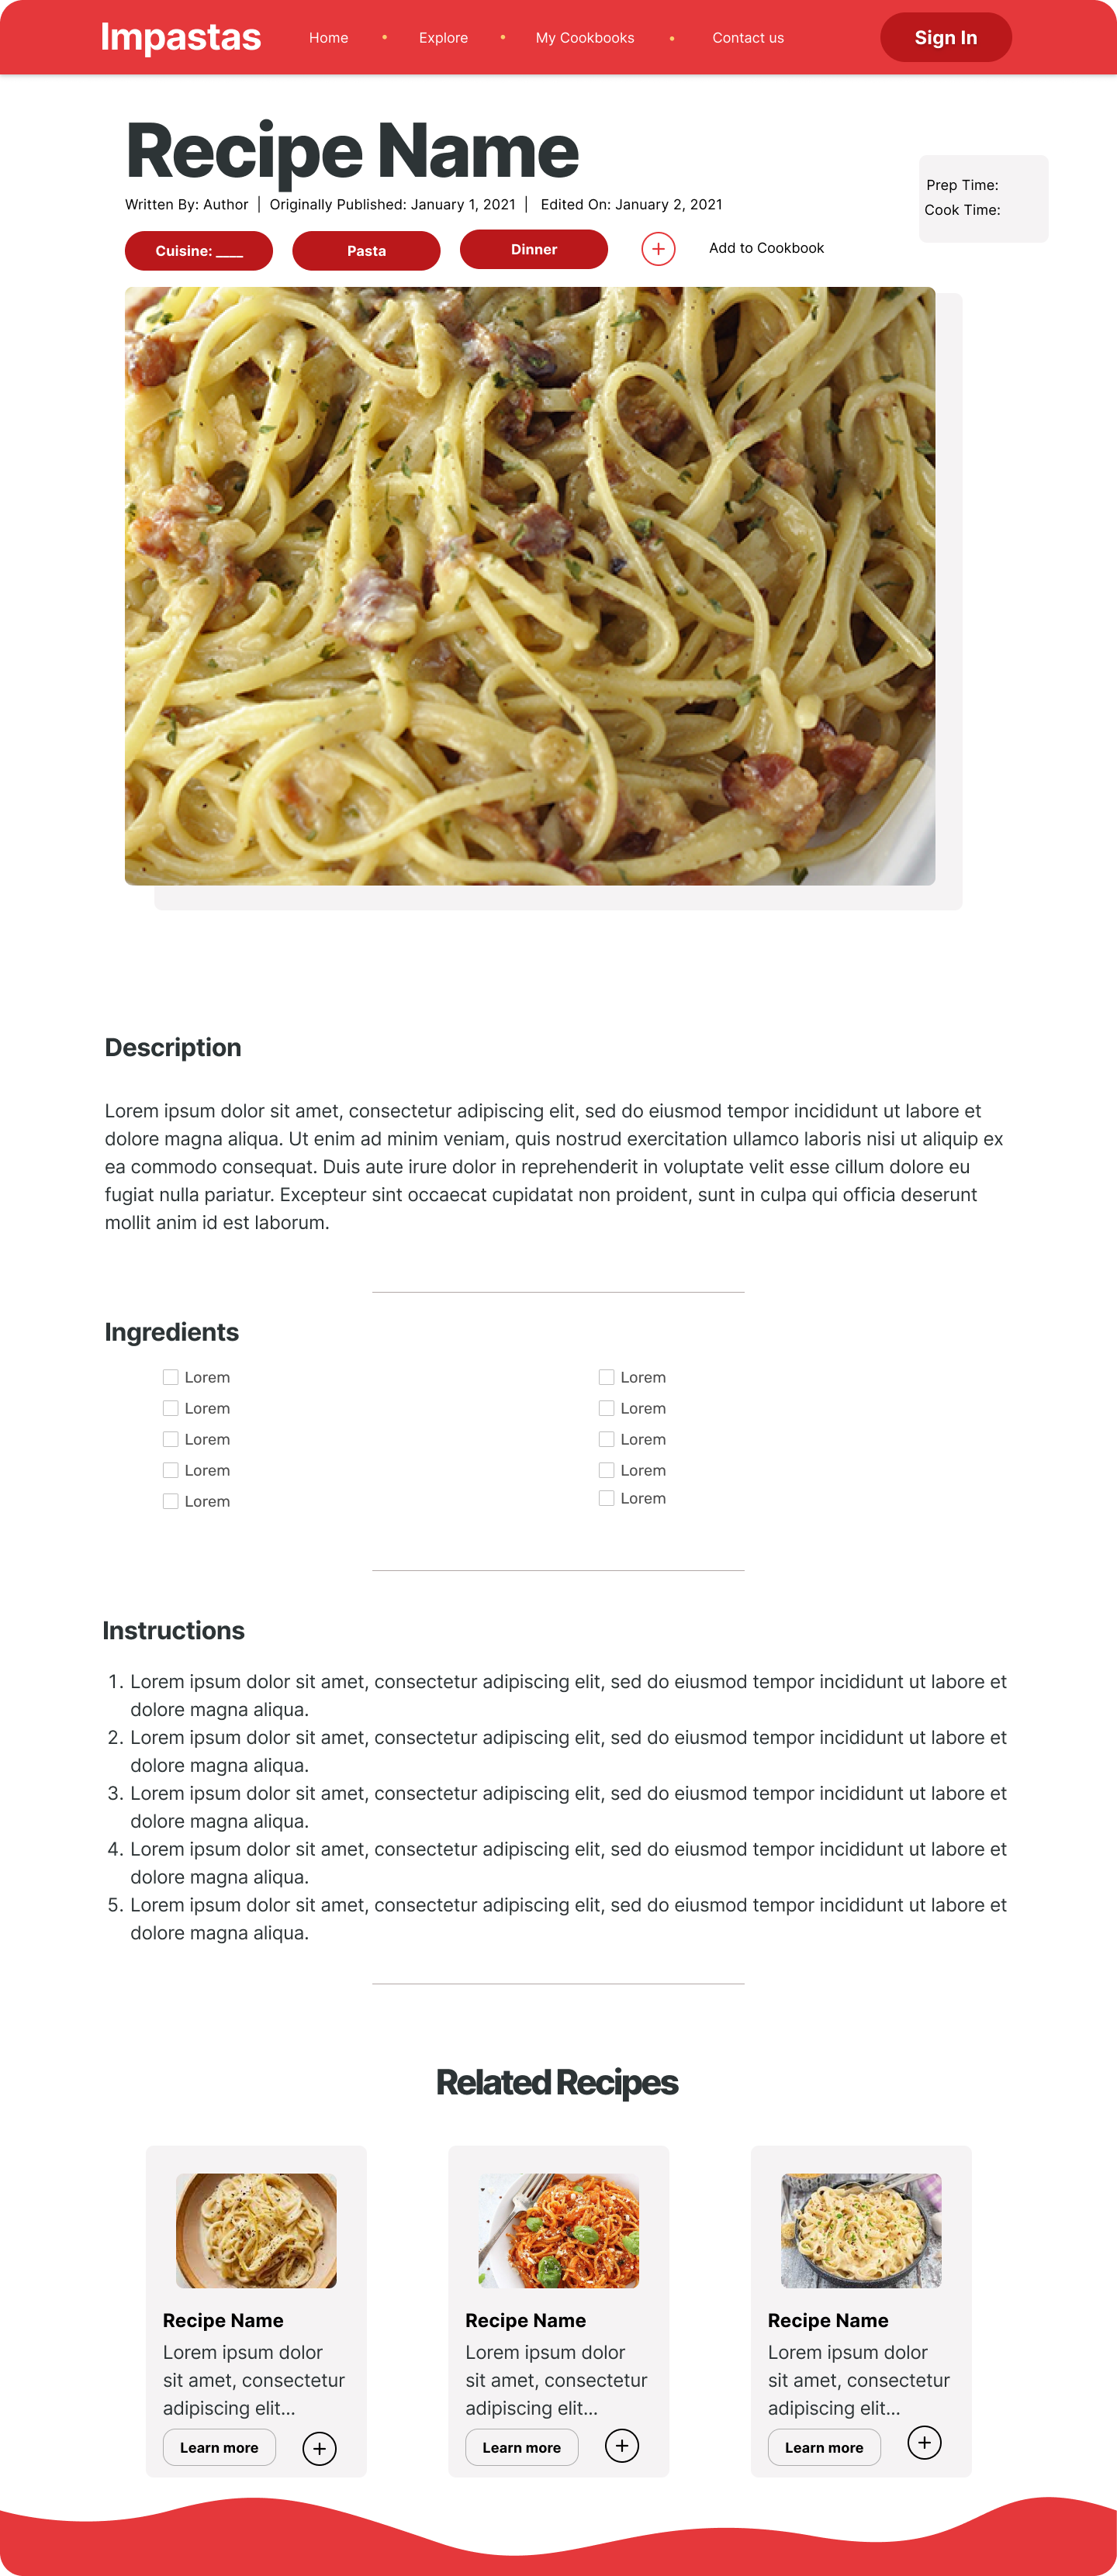 Impastas
Home • Explore • My Cookbooks • Contact us
Sign In
Recipe Name
Written By: Author | Originally Published: January 1, 2021 | Edited On: January 2, 2021
Prep Time:
Cook Time:
Cuisine: ____
Pasta
Dinner
Add to Cookbook
Description
Lorem ipsum dolor sit amet, consectetur adipiscing elit, sed do eiusmod tempor incididunt ut labore et
dolore magna aliqua. Ut enim ad minim veniam, quis nostrud exercitation ullamco laboris nisi ut aliquip ex
ea commodo consequat. Duis aute irure dolor in reprehenderit in voluptate velit esse cillum dolore eu
fugiat nulla pariatur. Excepteur sint occaecat cupidatat non proident, sunt in culpa qui officia deserunt
mollit anim id est laborum.
Ingredients
Lorem
Lorem
Lorem
Lorem
Lorem
Lorem
Lorem
Lorem
Lorem
Lorem
Instructions
1. Lorem ipsum dolor sit amet, consectetur adipiscing elit, sed do eiusmod tempor incididunt ut labore et
dolore magna aliqua.
2. Lorem ipsum dolor sit amet, consectetur adipiscing elit, sed do eiusmod tempor incididunt ut labore et
dolore magna aliqua.
3. Lorem ipsum dolor sit amet, consectetur adipiscing elit, sed do eiusmod tempor incididunt ut labore et
dolore magna aliqua.
4. Lorem ipsum dolor sit amet, consectetur adipiscing elit, sed do eiusmod tempor incididunt ut labore et
dolore magna aliqua.
5. Lorem ipsum dolor sit amet, consectetur adipiscing elit, sed do eiusmod tempor incididunt ut labore et
dolore magna aliqua.
Related Recipes
Recipe Name
Lorem ipsum dolor
sit amet, consectetur
adipiscing elit...
Learn more
Recipe Name
Lorem ipsum dolor
sit amet, consectetur
adipiscing elit...
Learn more
Recipe Name
Lorem ipsum dolor
sit amet, consectetur
adipiscing elit...
Learn more